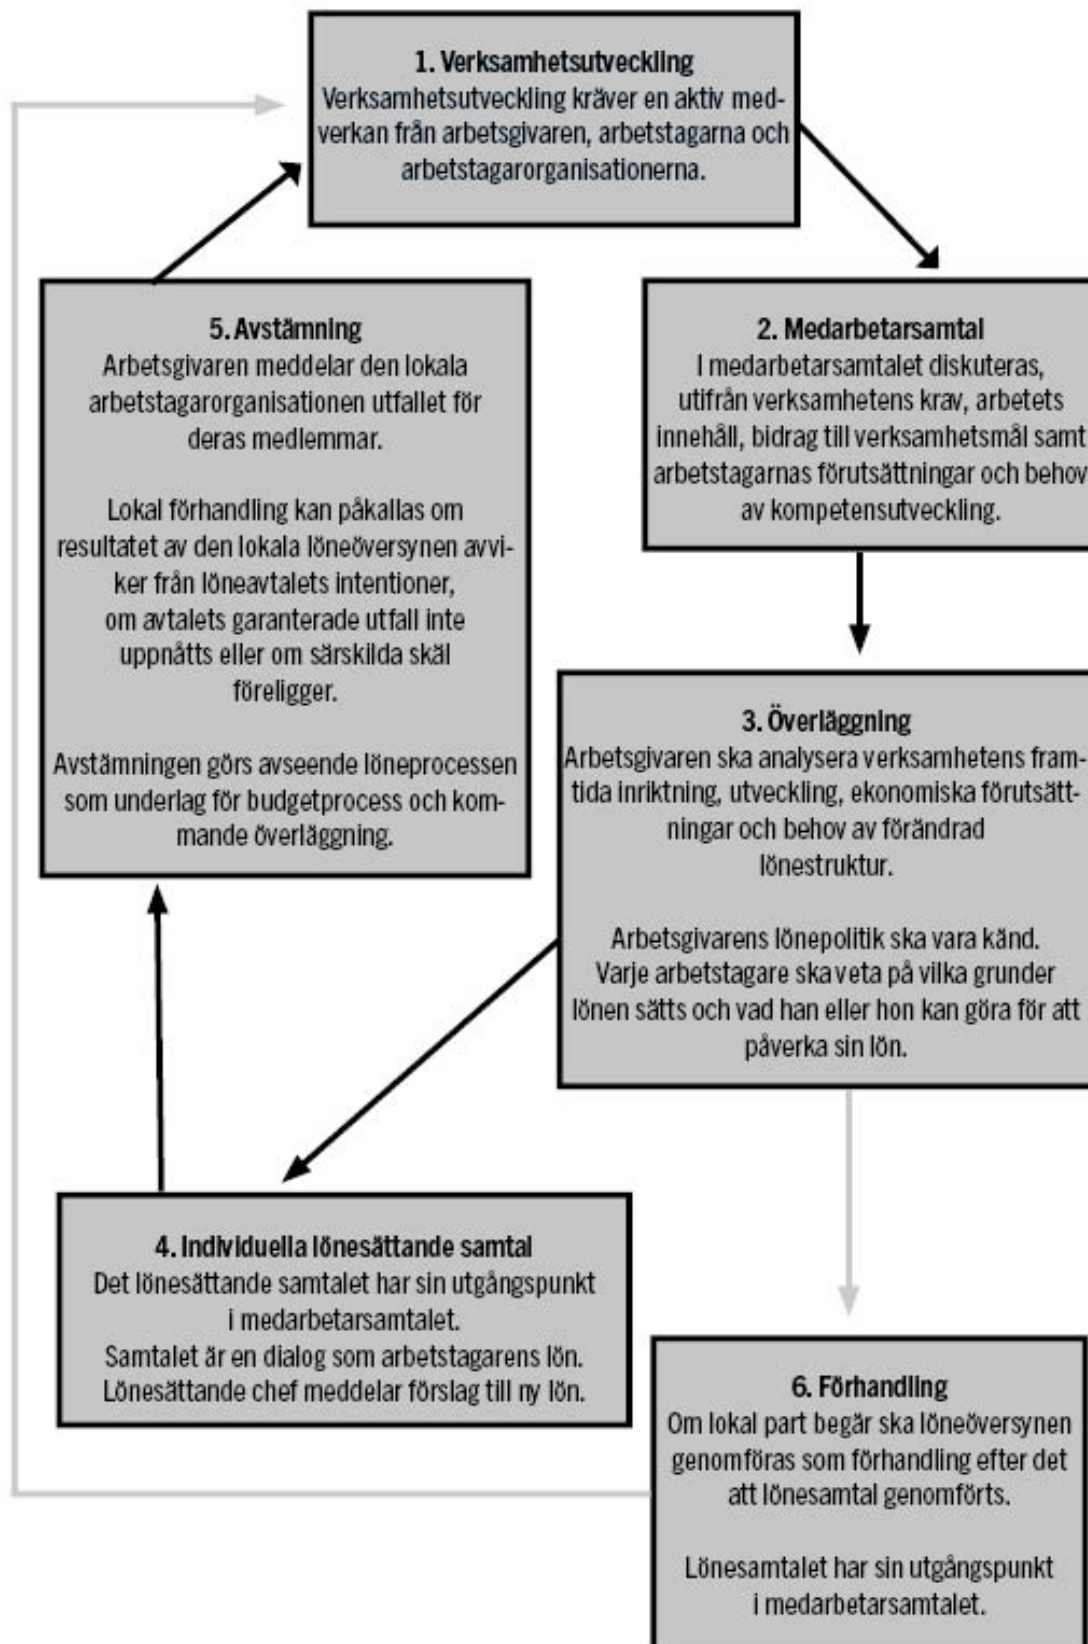 1. Verksamhetsutveckling
Verksamhetsutveckling kräver en aktiv med-
verkan från arbetsgivaren, arbetstagarna och
arbetstagarorganisationerna.
2. Medarbetarsamtal
I medarbetarsamtalet diskuteras,
utifrån verksamhetens krav, arbetets
innehåll, bidrag till verksamhetsmål samt
arbetstagarnas förutsättningar och behov
av kompetensutveckling.
3. Överläggning
Arbetsgivaren ska analysera verksamhetens fram-
tida inriktning, utveckling, ekonomiska förutsätt-
ningar och behov av förändrad
lönestruktur.
Arbetsgivarens lönepolitik ska vara känd.
Varje arbetstagare ska veta på vilka grunder
lönen sätts och vad han eller hon kan göra för att
påverka sin lön.
4. Individuella lönesättande samtal
Det lönesättande samtalet har sin utgångspunkt
i medarbetarsamtalet.
Samtalet är en dialog som arbetstagarens lön.
Lönesättande chef meddelar förslag till ny lön.
5. Avstämning
Arbetsgivaren meddelar den lokala
arbetstagarorganisationen utfallet för
deras medlemmar.
Lokal förhandling kan påkallas om
resultatet av den lokala löneöversynen avvi-
ker från löneavtalets intentioner,
om avtalets garanterade utfall inte
uppnåtts eller om särskilda skäl
föreligger.
Avstämningen görs avseende löneprocessen
som underlag för budgetprocess och kom-
mande överläggning.
6. Förhandling
Om lokal part begär ska löneöversynen
genomföras som förhandling efter det
att lönesamtal genomförts.
Lönesamtalet har sin utgångspunkt
i medarbetarsamtalet.